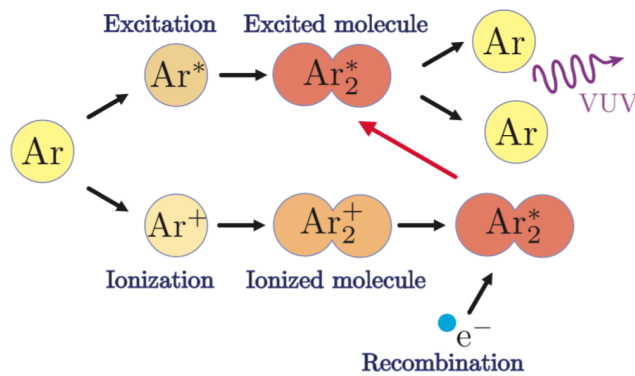 Excitation
Excited molecule
Ar
Ar*
Ar₂*
Ar
VUV
Ar
Ar
Ar⁺
Ar₂⁺
Ar₂*
Ionization
Ionized molecule
e⁻
Recombination